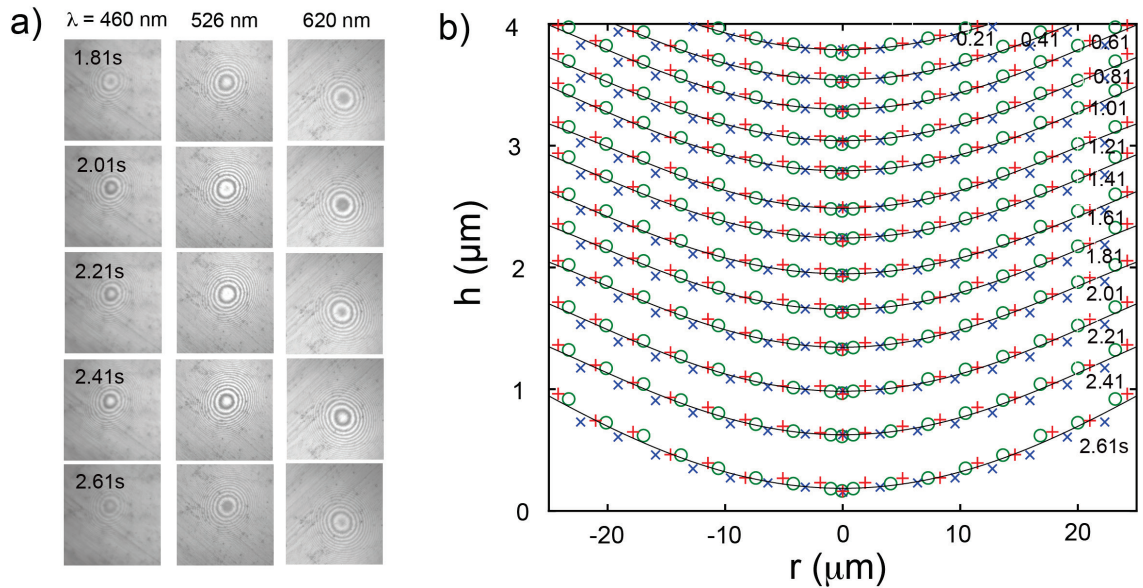 a)
λ = 460 nm 526 nm 620 nm
1.81s
2.01s
2.21s
2.41s
2.61s
b)
h (μm)
4
3
2
1
0
0.21 0.41 0.61
0.81
1.01
1.21
1.41
1.61
1.81
2.01
2.21
2.41
2.61s
-20 -10 0 10 20
r (μm)